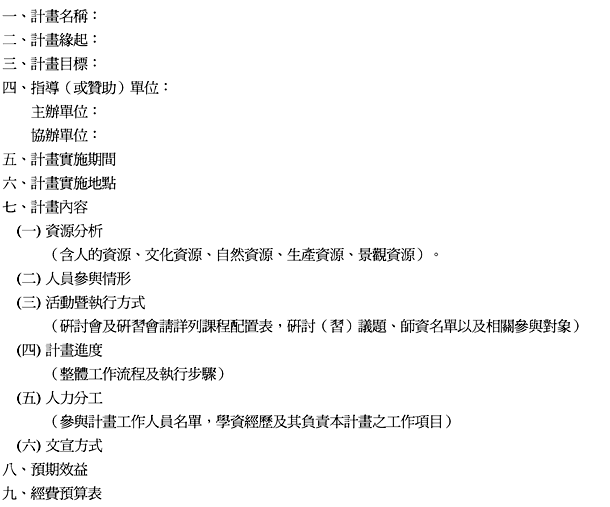 一、計畫名稱：
二、計畫緣起：
三、計畫目標：
四、指導（或贊助）單位：
主辦單位：
協辦單位：
五、計畫實施期間
六、計畫實施地點
七、計畫內容
(一) 資源分析
（含人的資源、文化資源、自然資源、生產資源、景觀資源）。
(二) 人員參與情形
(三) 活動暨執行方式
（研討會及研習會請詳列課程配置表，研討（習）議題、師資名單以及相關參與對象）
(四) 計畫進度
（整體工作流程及執行步驟）
(五) 人力分工
（參與計畫工作人員名單，學資經歷及其負責本計畫之工作項目）
(六) 文宣方式
八、預期效益
九、經費預算表